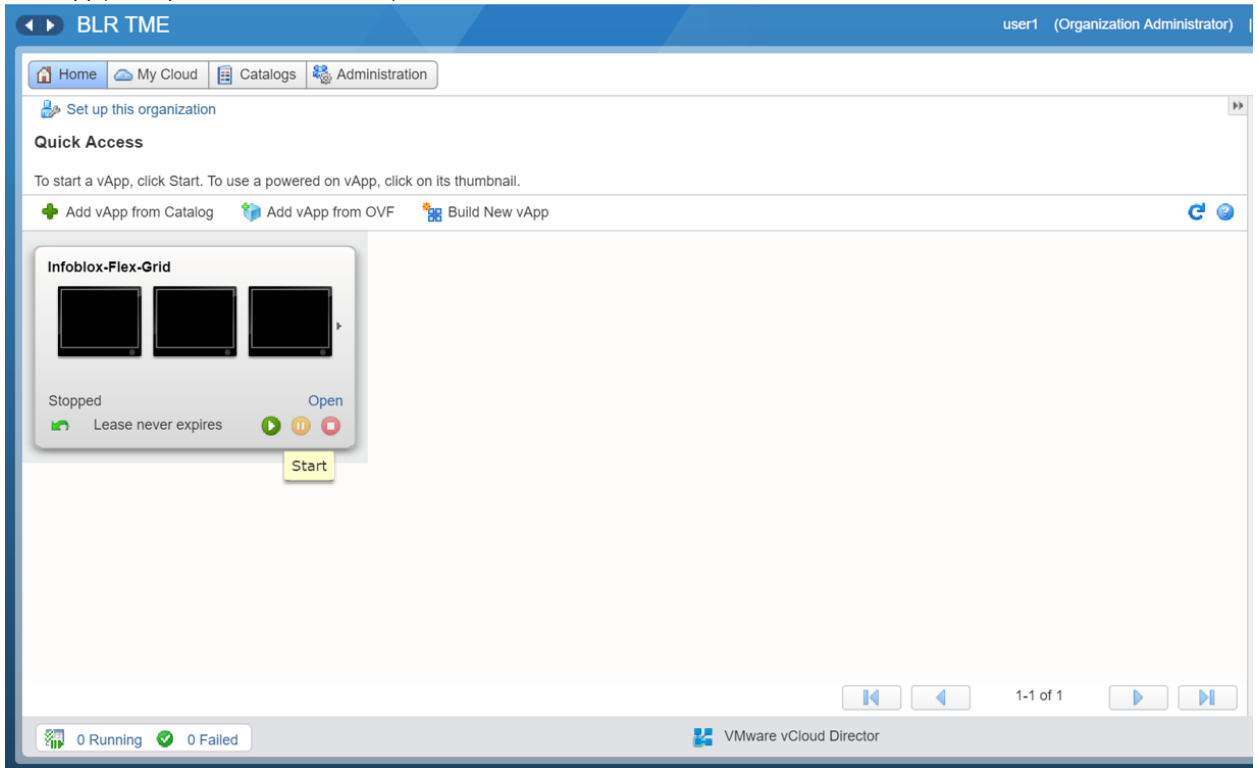 BLR TME
user1 (Organization Administrator) |
Home My Cloud Catalogs Administration
Set up this organization
Quick Access
To start a vApp, click Start. To use a powered on vApp, click on its thumbnail.
Add vApp from Catalog Add vApp from OVF Build New vApp
Infoblox-Flex-Grid
Stopped Open
Lease never expires
Start
1-1 of 1
0 Running 0 Failed
VMware vCloud Director